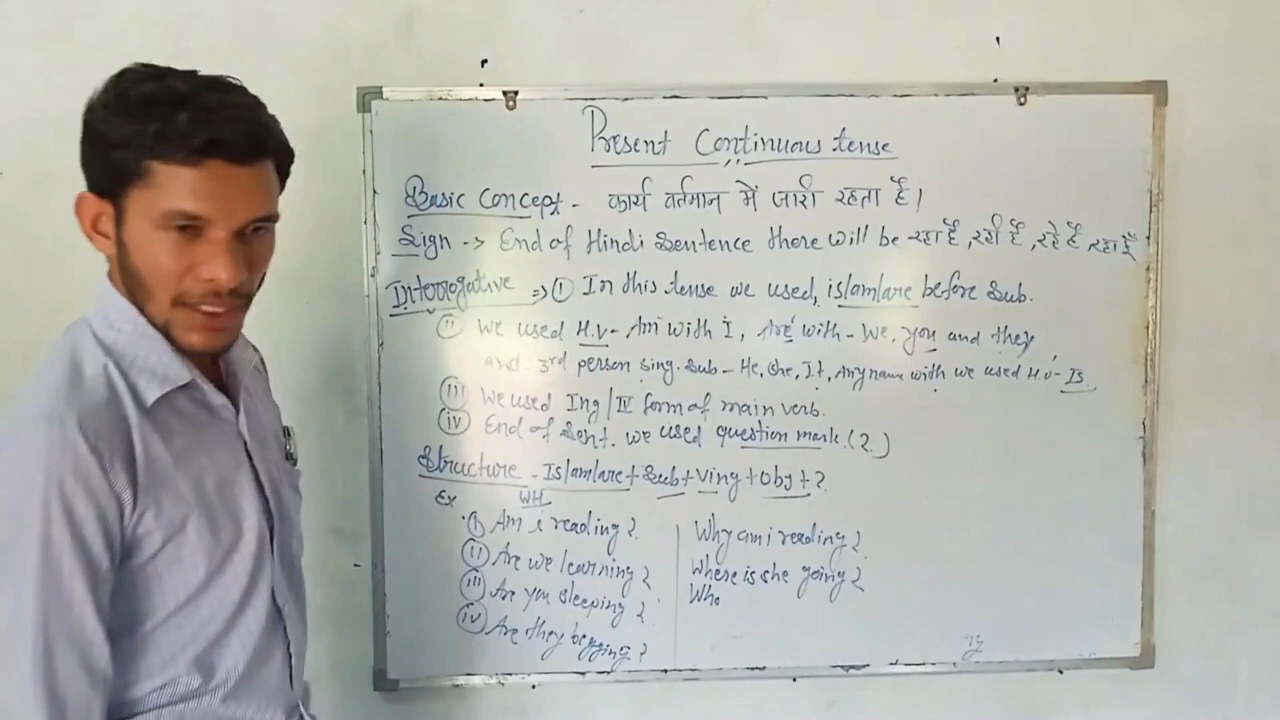 Present Continuous tense
Basic Concept - कार्य वर्तमान में जारी रहता है।
Sign -> End of Hindi Sentence there will be रहा है, रही है, रहे हैं, रहा हूँ
Interrogative => (i) In this tense we used, is/am/are before Sub.
(ii) We used H.V - Am with I, Are with - We, you and they
and 3rd person Sing. Sub - He, She, It, Any name with we used H.V - Is.
(iii) We used Ing/IV form of main verb.
(iv) End of Sent. we used question mark. (?)
Structure - Is/am/are + Sub + Ving + Obj + ?
Ex WH
(i) Am i reading?
(ii) Are we learning?
(iii) Are you sleeping?
(iv) Are they begging?
Why am i reading?
Where is she going?
Who